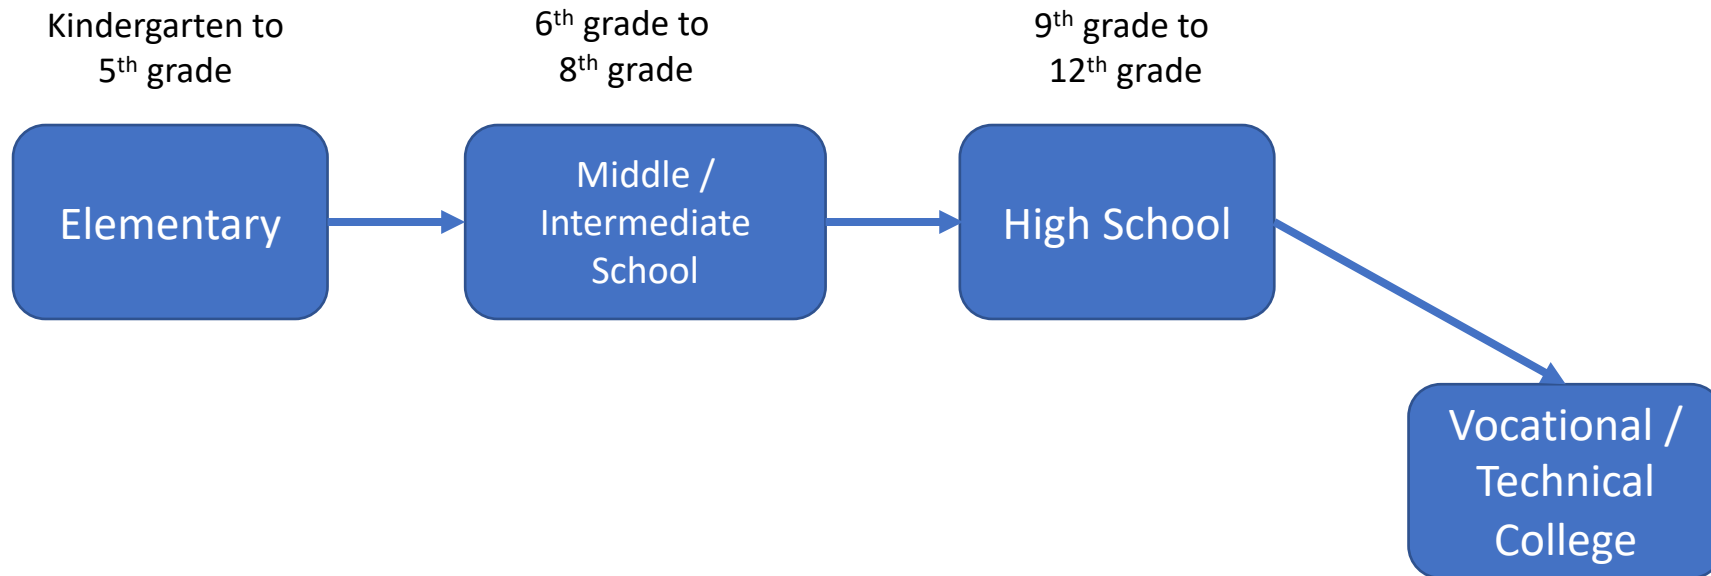 Kindergarten to
5th grade
6th grade to
8th grade
9th grade to
12th grade
Elementary
Middle /
Intermediate
School
High School
Vocational /
Technical
College